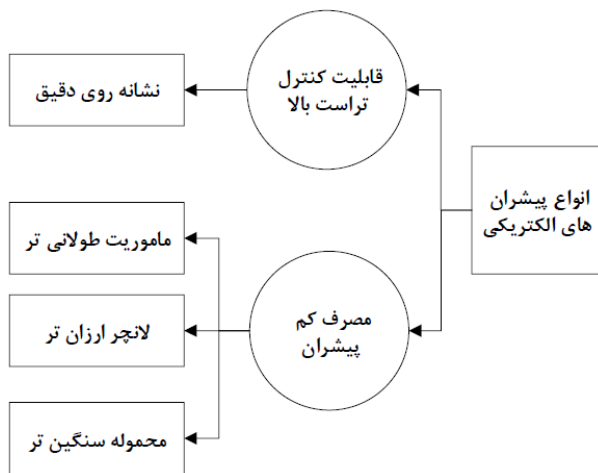 انواع پیشران
های الکتریکی
قابلیت کنترل
تراست بالا
نشانه روی دقیق
مصرف کم
پیشران
ماموریت طولانی تر
لانچر ارزان تر
محموله سنگین تر